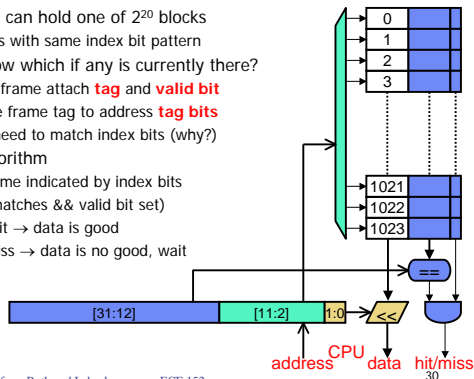 can hold one of 2²⁰ blocks
s with same index bit pattern
ow which if any is currently there?
frame attach tag and valid bit
e frame tag to address tag bits
need to match index bits (why?)
orithm
me indicated by index bits
matches && valid bit set)
it → data is good
ss → data is no good, wait
0
1
2
3
1021
1022
1023
==
[31:12]
[11:2]
1:0
<<
CPU
address
data
hit/miss
30